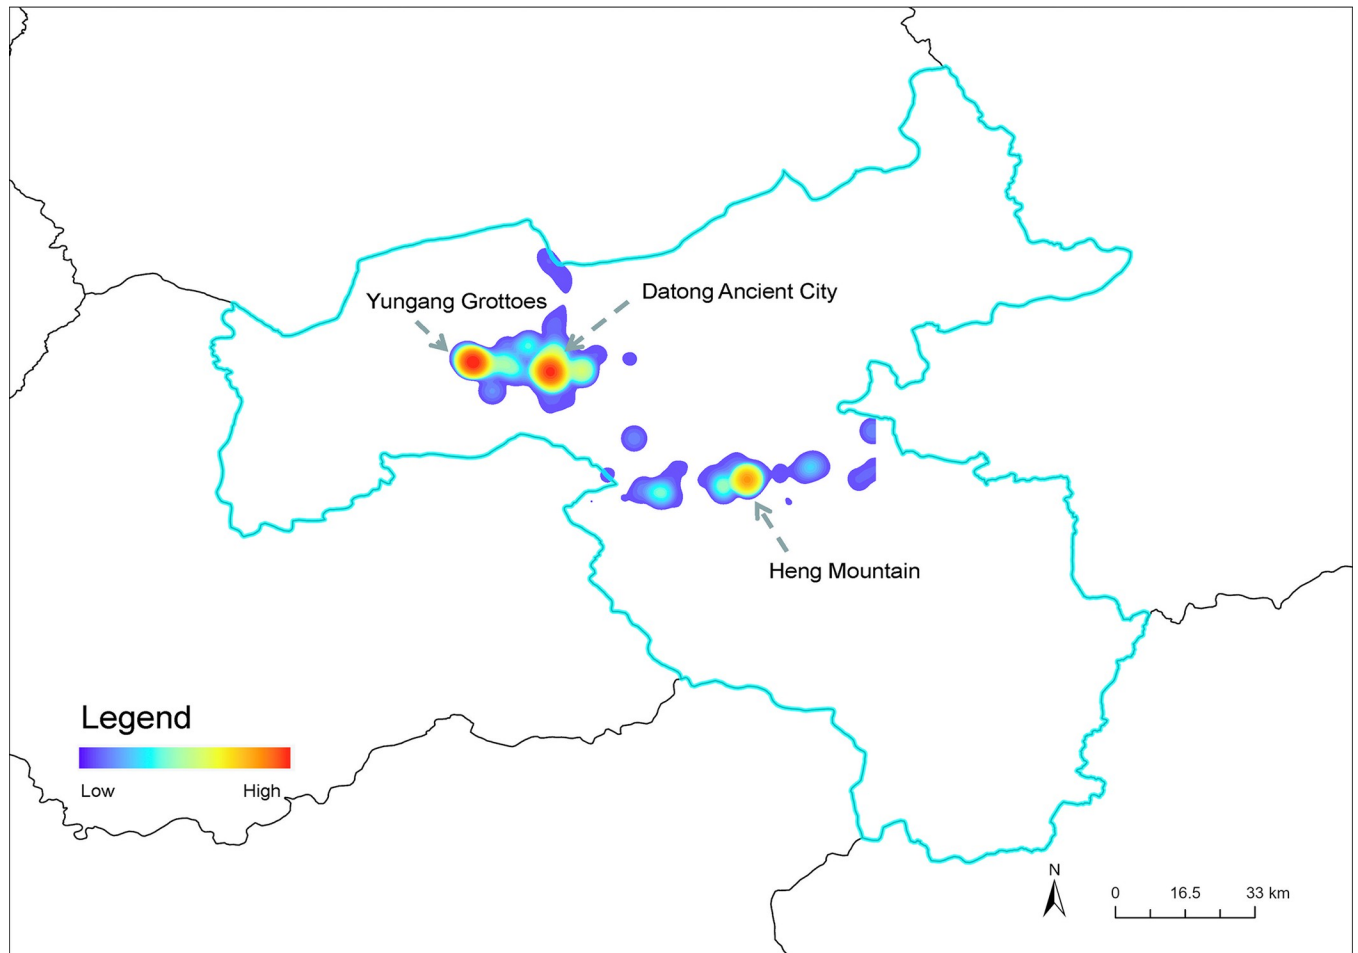 Datong Ancient City
Yungang Grottoes
Heng Mountain
Legend
Low
High
N
0
16.5
33 km